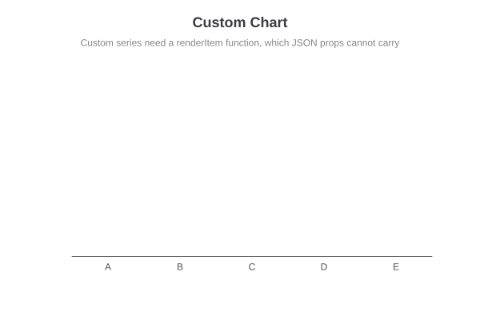 Custom Chart
Custom series need a renderItem function, which JSON props cannot carry
A B C D E